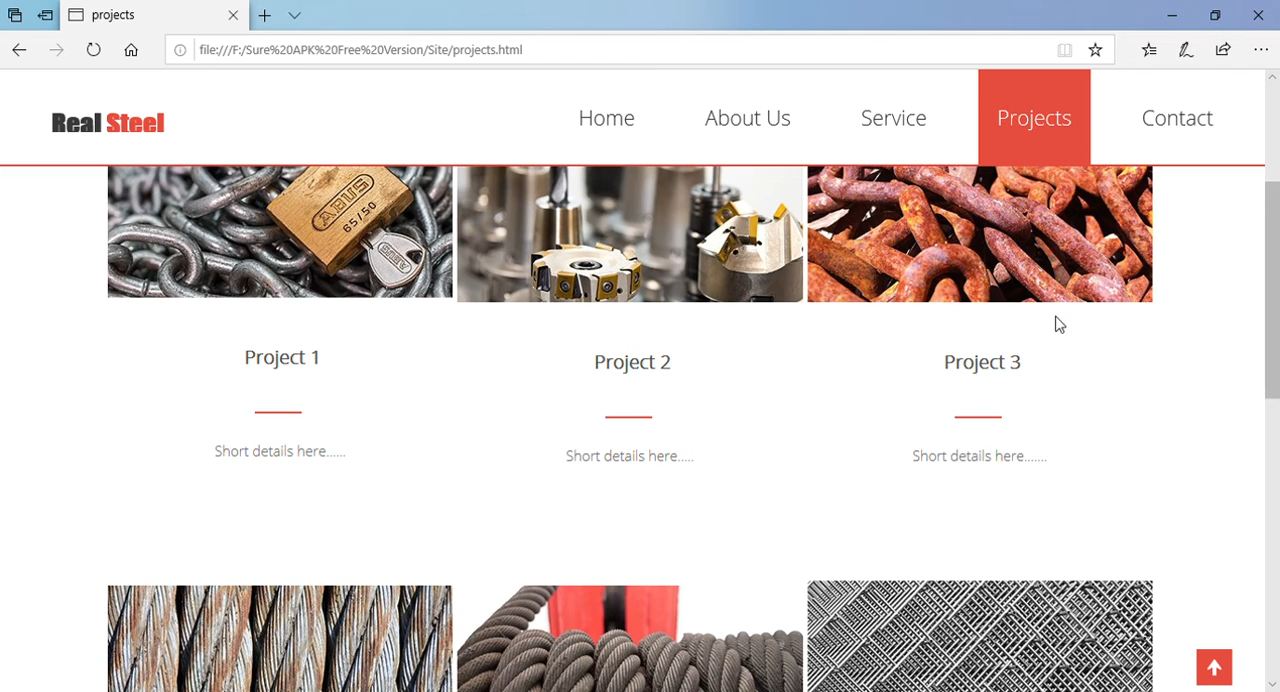 projects
file:///F:/Sure%20APK%20Free%20Version/Site/projects.html
Real Steel
Home
About Us
Service
Projects
Contact
ABUS
65/50
ABUS
Project 1
Project 2
Project 3
Short details here......
Short details here.....
Short details here.......